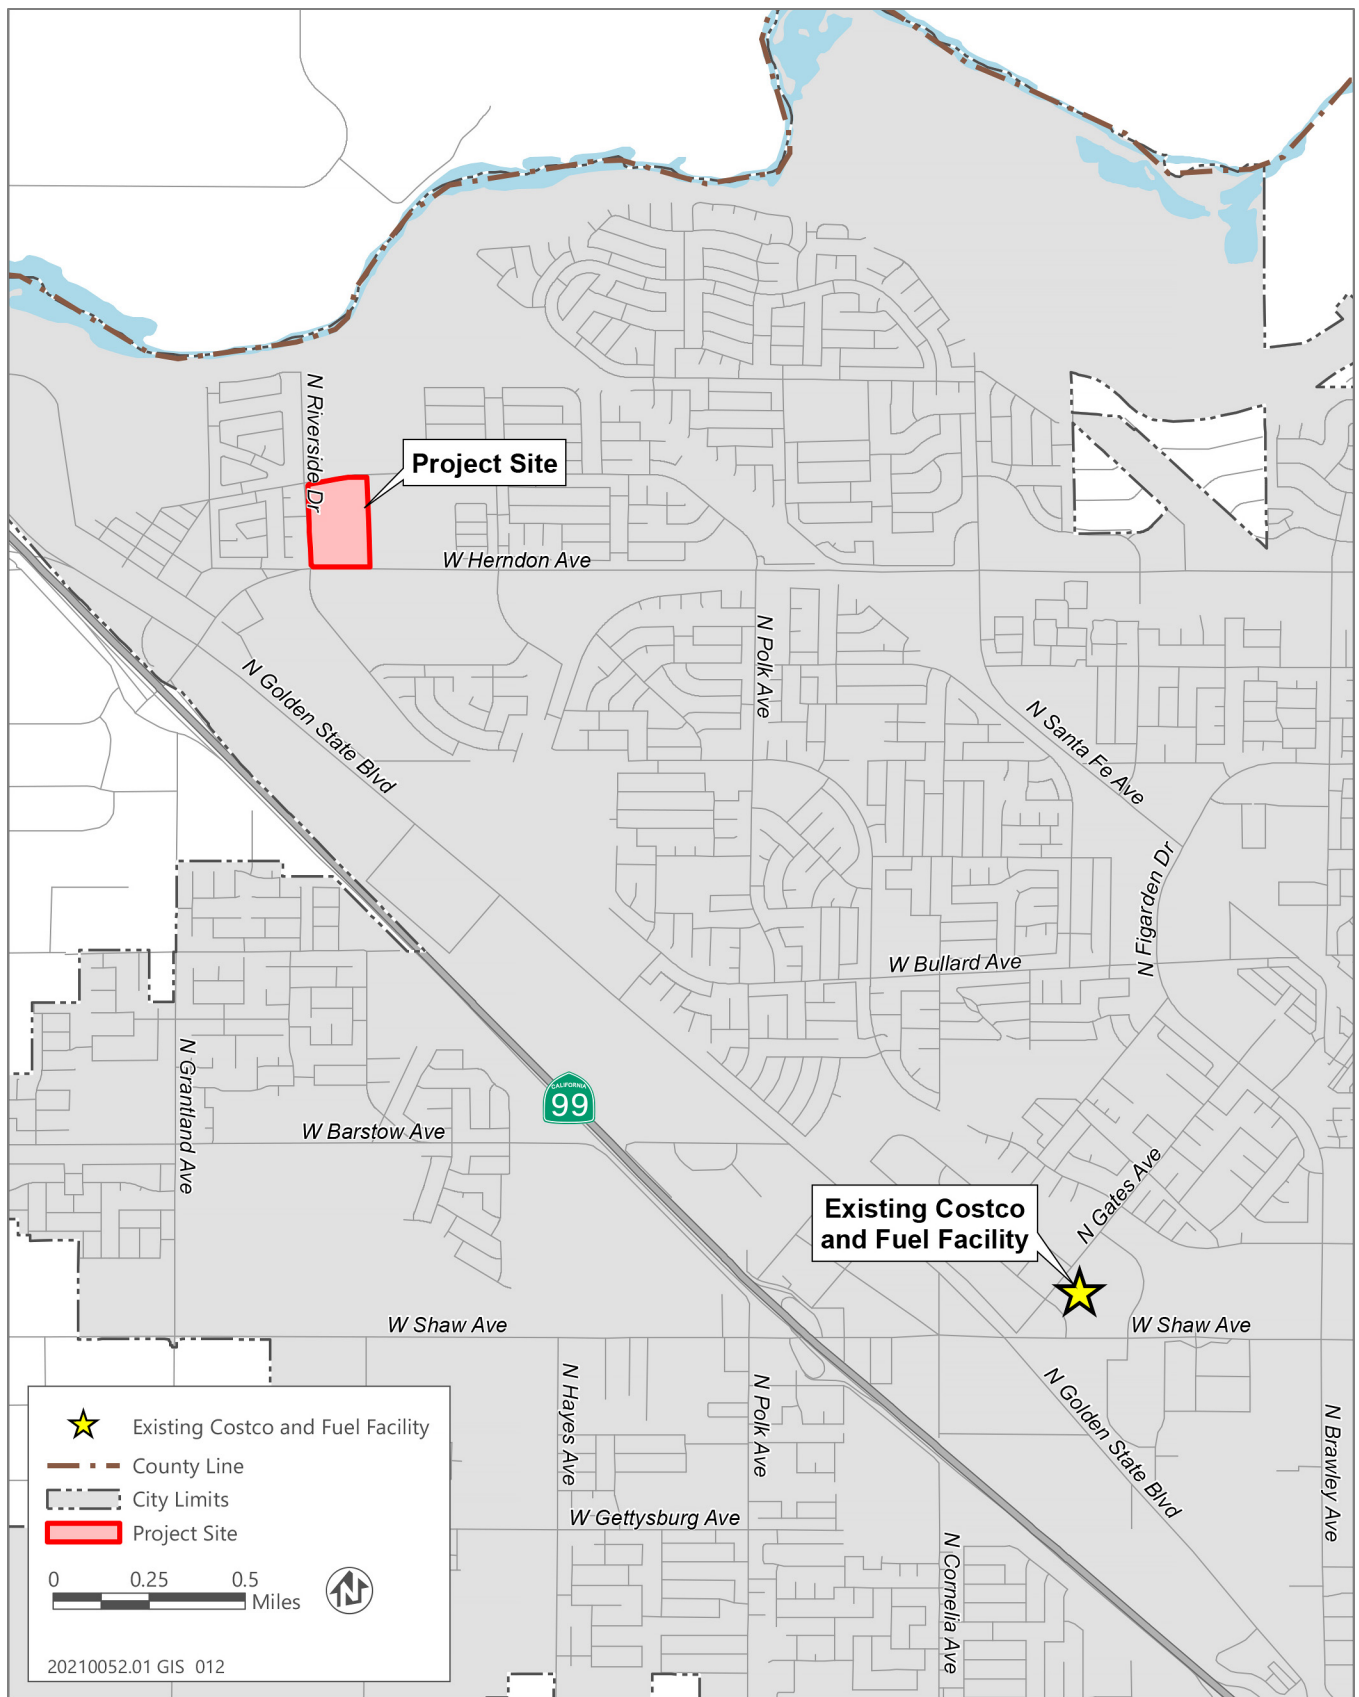 N Riverside Dr
Project Site
W Herndon Ave
N Polk Ave
N Golden State Blvd
N Santa Fe Ave
N Figarden Dr
W Bullard Ave
N Grantland Ave
CALIFORNIA
99
W Barstow Ave
N Gates Ave
Existing Costco
and Fuel Facility
W Shaw Ave
W Shaw Ave
N Hayes Ave
N Polk Ave
N Golden State Blvd
N Brawley Ave
W Gettysburg Ave
N Cornelia Ave
Existing Costco and Fuel Facility
County Line
City Limits
Project Site
0 0.25 0.5
Miles
N
20210052.01 GIS 012